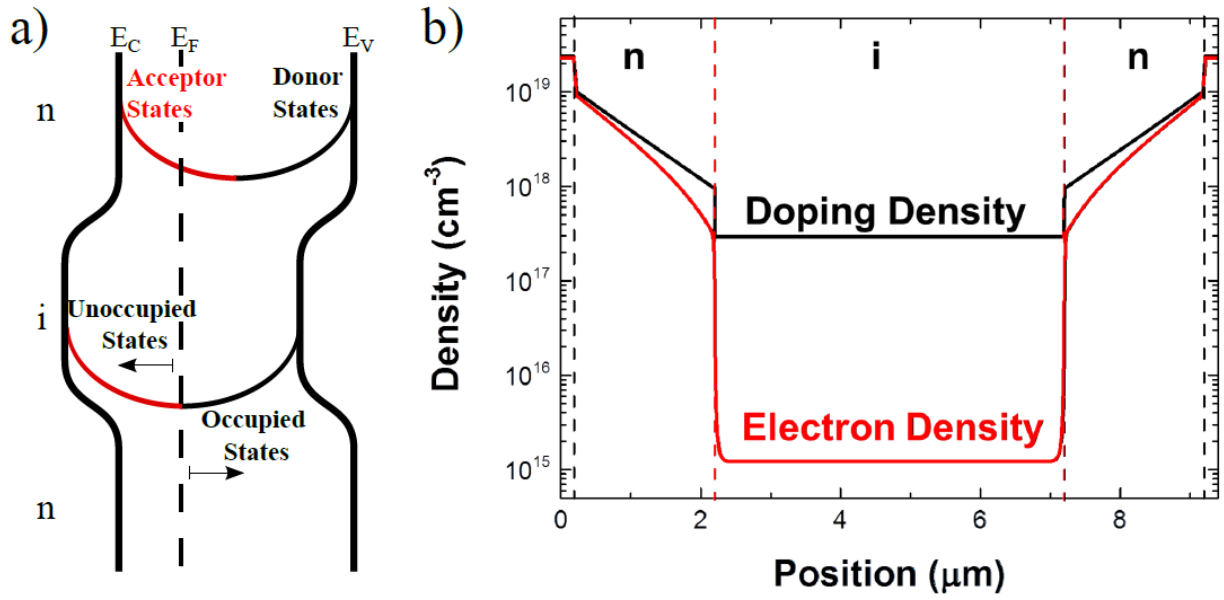 a)
E_C E_F E_V
Acceptor
States
Donor
States
n
Unoccupied
States
i
Occupied
States
n
b)
n i n
Density (cm^-3)
10^19
10^18
10^17
10^16
10^15
Doping Density
Electron Density
0 2 4 6 8
Position (μm)